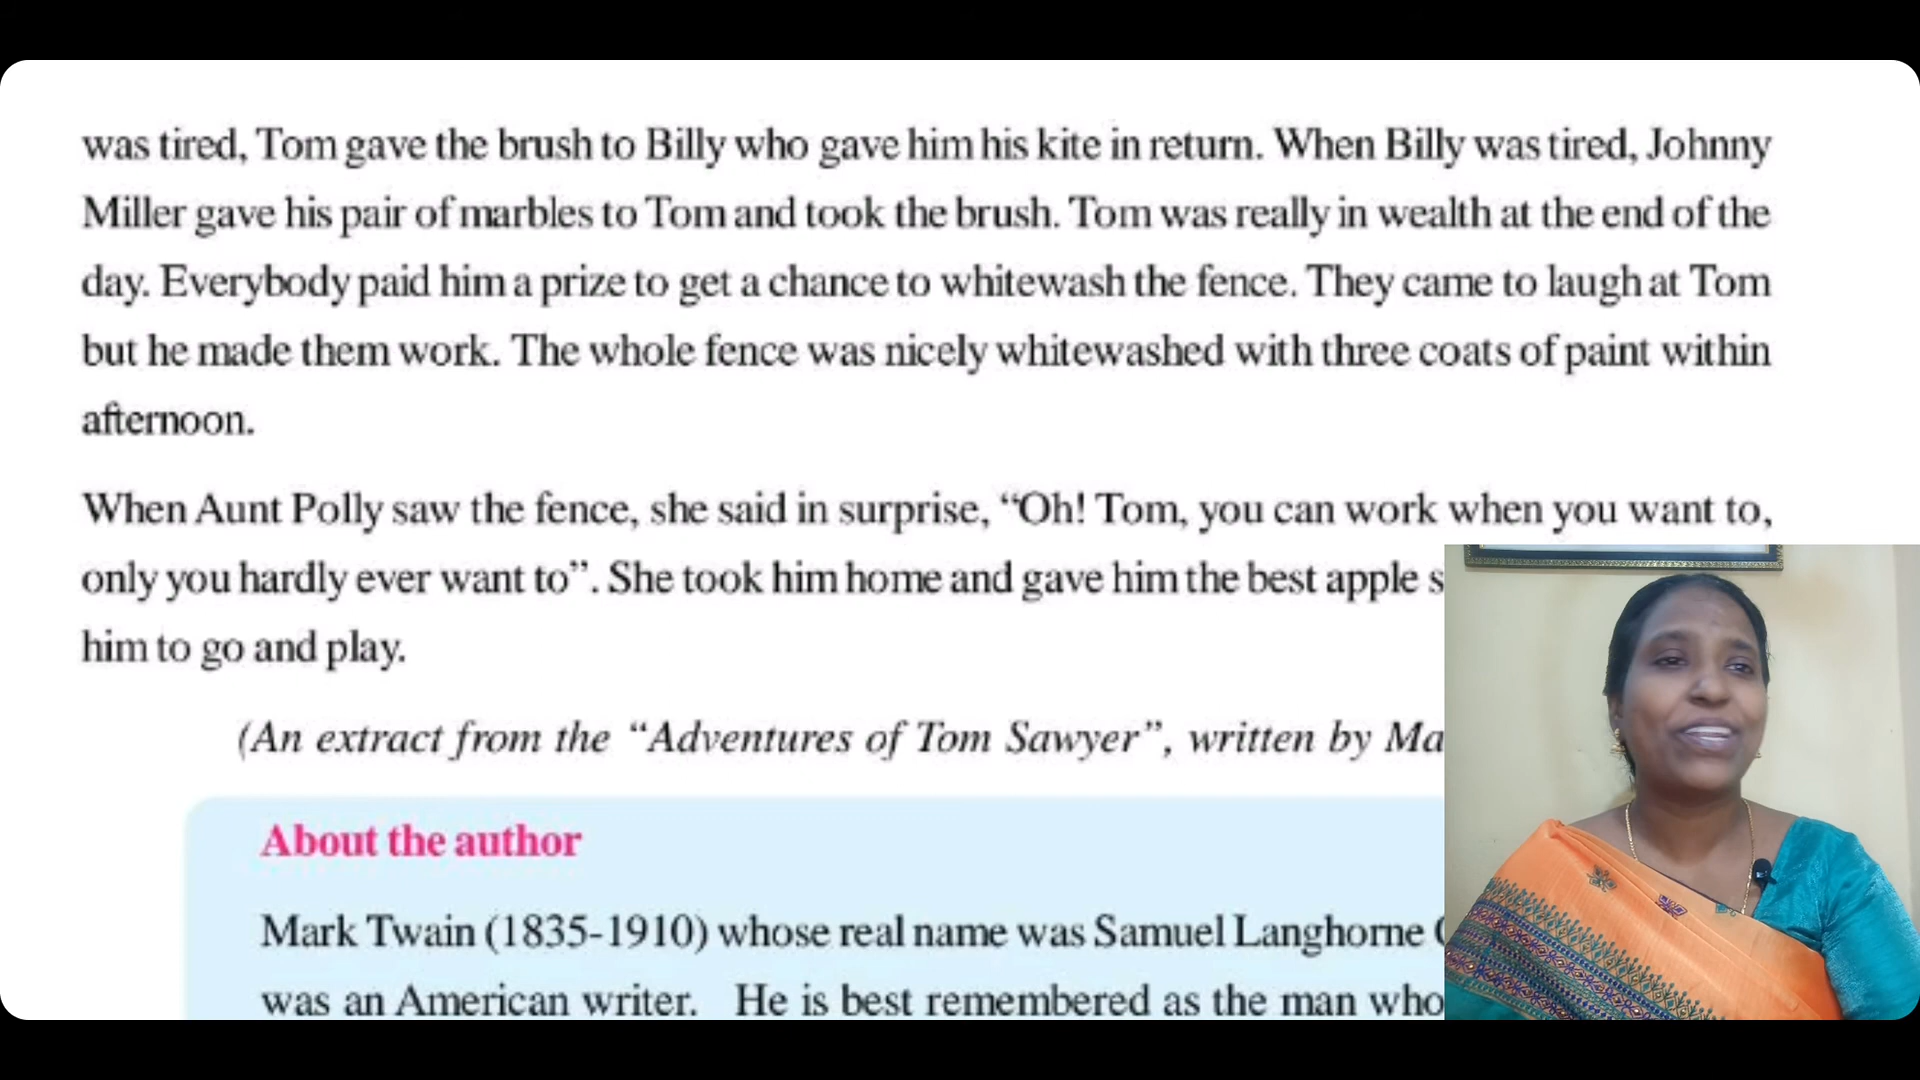 was tired, Tom gave the brush to Billy who gave him his kite in return. When Billy was tired, Johnny
Miller gave his pair of marbles to Tom and took the brush. Tom was really in wealth at the end of the
day. Everybody paid him a prize to get a chance to whitewash the fence. They came to laugh at Tom
but he made them work. The whole fence was nicely whitewashed with three coats of paint within
afternoon.
When Aunt Polly saw the fence, she said in surprise, “Oh! Tom, you can work when you want to,
only you hardly ever want to”. She took him home and gave him the best apple
him to go and play.
(An extract from the “Adventures of Tom Sawyer”, written by
About the author
Mark Twain (1835-1910) whose real name was Samuel Langhorne
was an American writer. He is best remembered as the man who